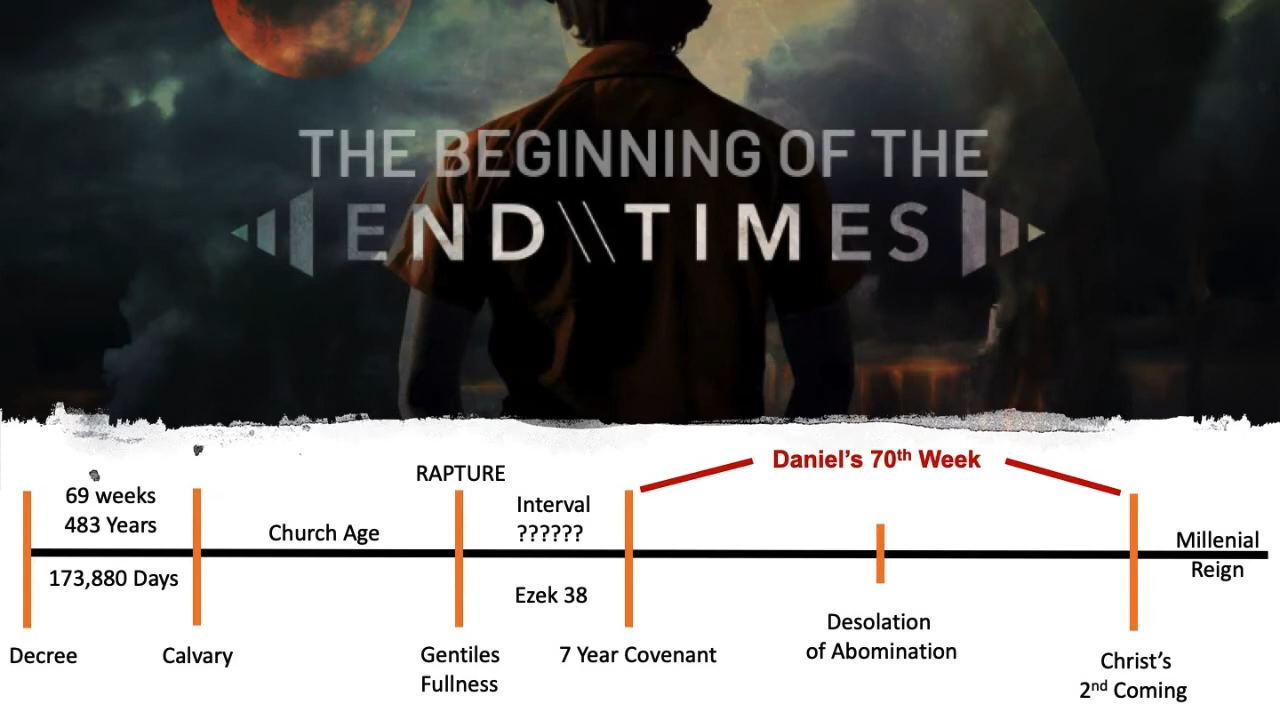 THE BEGINNING OF THE
END\\TIMES
Daniel's 70th Week
RAPTURE
69 weeks
483 Years
Interval
??????
Church Age
Millenial
Reign
173,880 Days
Ezek 38
Desolation
of Abomination
Decree
Calvary
Gentiles
Fullness
7 Year Covenant
Christ's
2nd Coming